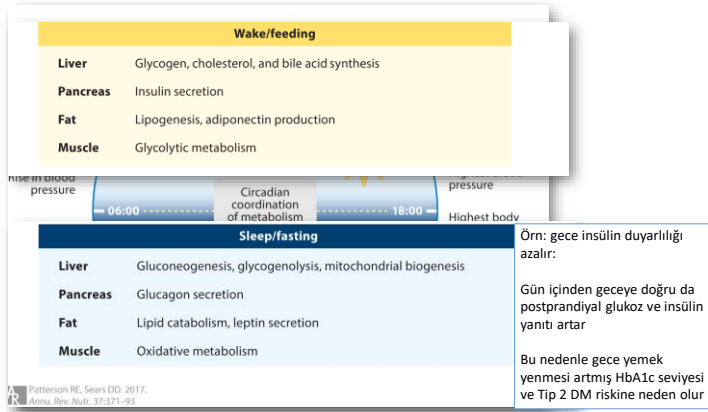 Wake/feeding
Liver Glycogen, cholesterol, and bile acid synthesis
Pancreas Insulin secretion
Fat Lipogenesis, adiponectin production
Muscle Glycolytic metabolism
Rise in blood
pressure
pressure
Circadian
coordination
of metabolism
06:00
18:00
Highest body
Sleep/fasting
Liver Gluconeogenesis, glycogenolysis, mitochondrial biogenesis
Pancreas Glucagon secretion
Fat Lipid catabolism, leptin secretion
Muscle Oxidative metabolism
Örn: gece insülin duyarlılığı
azalır:
Gün içinden geceye doğru da
postprandiyal glukoz ve insülin
yanıtı artar
Bu nedenle gece yemek
yenmesi artmış HbA1c seviyesi
ve Tip 2 DM riskine neden olur
AR Patterson RE, Sears DD. 2017.
Annu. Rev. Nutr. 37:371–93